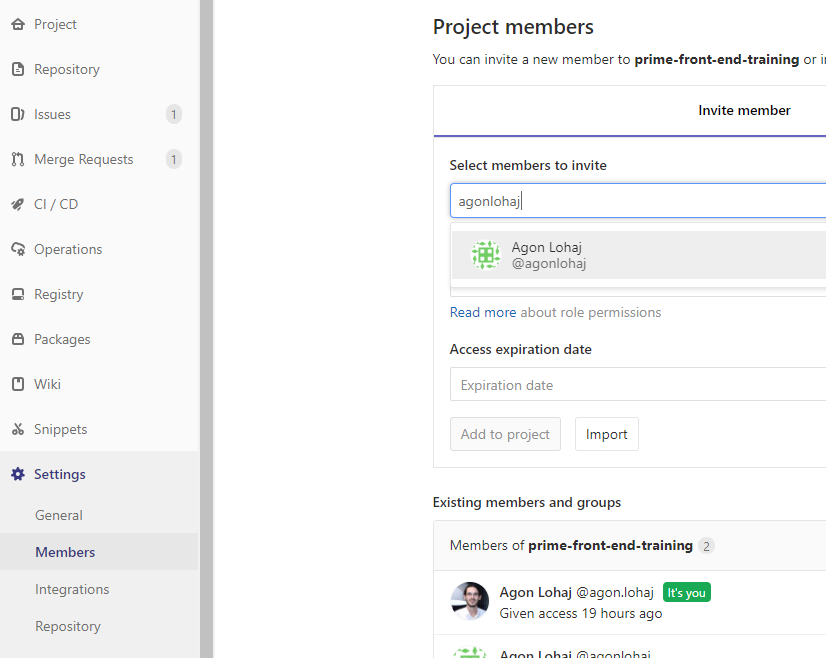 Project
Repository
Issues 1
Merge Requests 1
CI / CD
Operations
Registry
Packages
Wiki
Snippets
Settings
General
Members
Integrations
Repository
Project members
You can invite a new member to prime-front-end-training or
Invite member
Select members to invite
agonlohaj
Agon Lohaj
@agonlohaj
Read more about role permissions
Access expiration date
Expiration date
Add to project
Import
Existing members and groups
Members of prime-front-end-training 2
Agon Lohaj @agon.lohaj It's you
Given access 19 hours ago
Agon Lohaj @agonlohaj